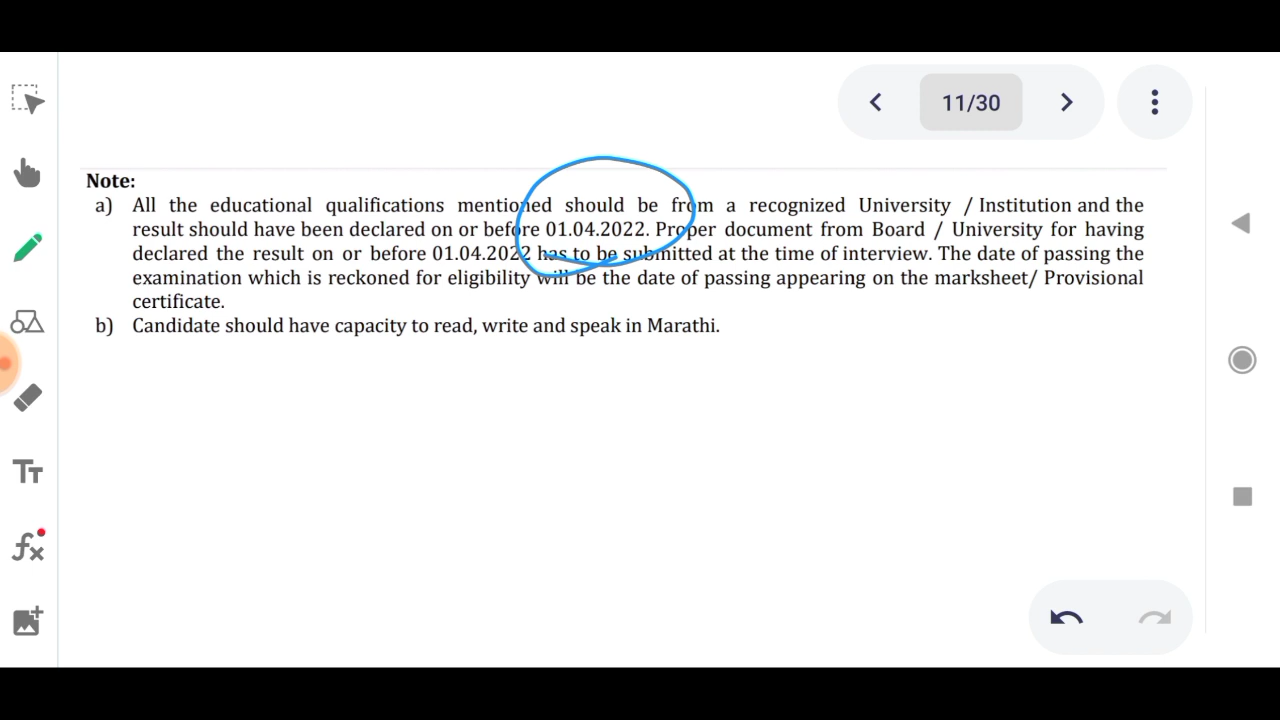 11/30
Note:
a) All the educational qualifications mentioned should be from a recognized University / Institution and the
result should have been declared on or before 01.04.2022. Proper document from Board / University for having
declared the result on or before 01.04.2022 has to be submitted at the time of interview. The date of passing the
examination which is reckoned for eligibility will be the date of passing appearing on the marksheet/ Provisional
certificate.
b) Candidate should have capacity to read, write and speak in Marathi.
TT
fx